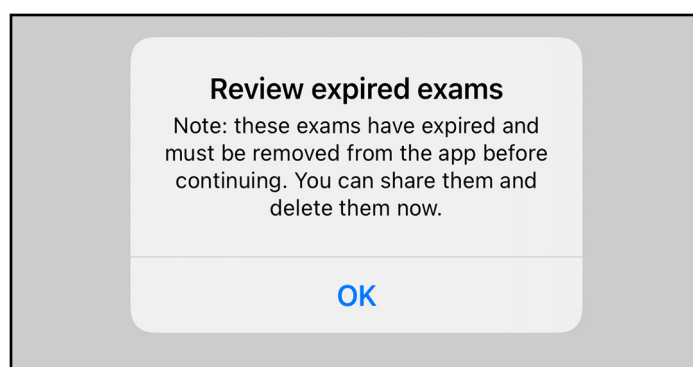 Review expired exams
Note: these exams have expired and
must be removed from the app before
continuing. You can share them and
delete them now.
OK